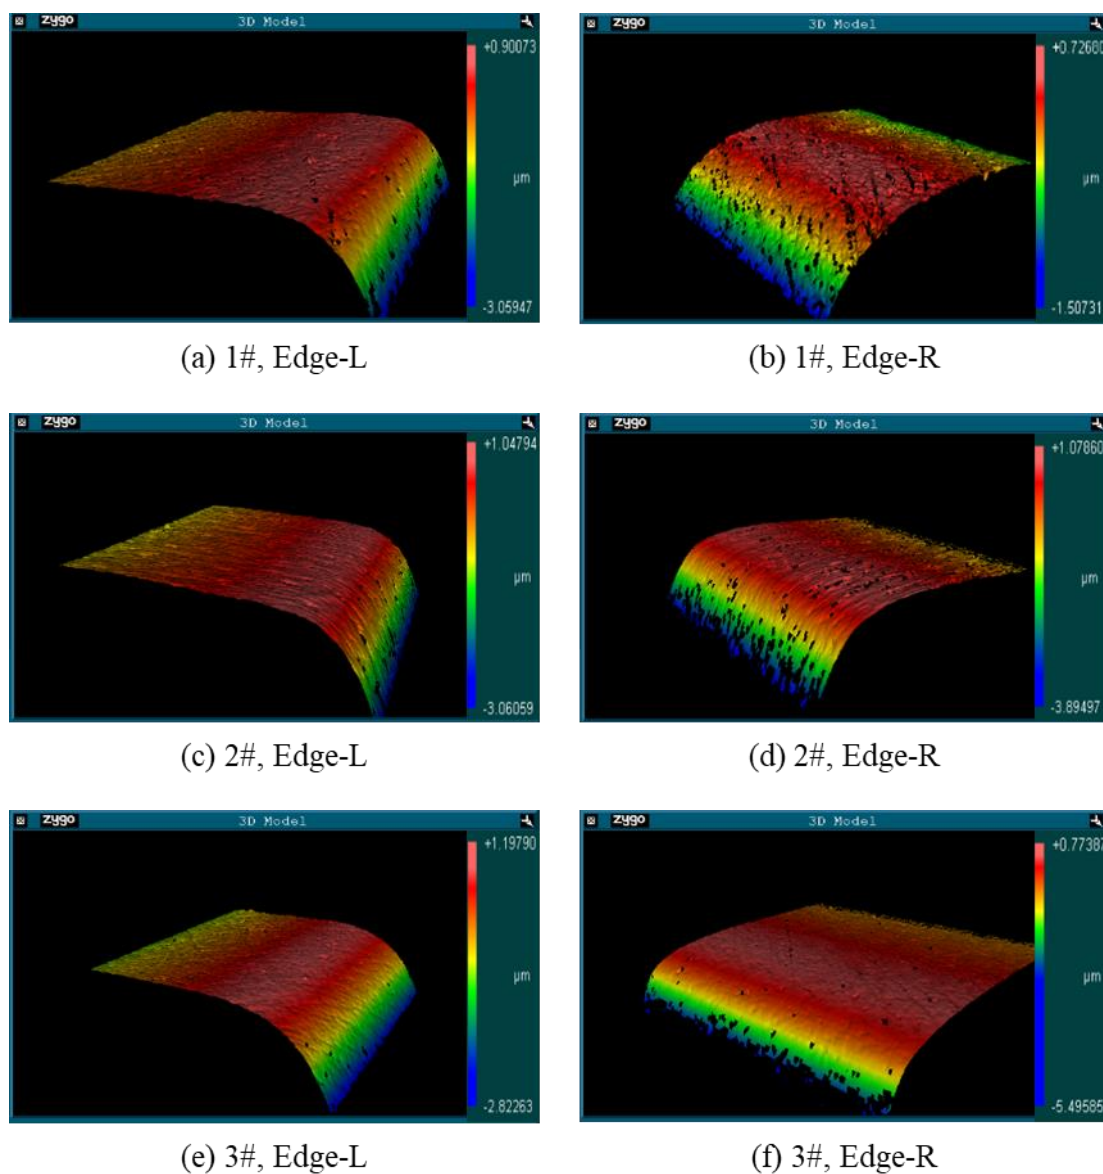 zygo 3D Model
+0.90073
µm
-3.05947
(a) 1#, Edge-L
zygo 3D Model
+0.72680
µm
-1.50731
(b) 1#, Edge-R
zygo 3D Model
+1.04794
µm
-3.06059
(c) 2#, Edge-L
zygo 3D Model
+1.07860
µm
-3.89497
(d) 2#, Edge-R
zygo 3D Model
+1.19790
µm
-2.82263
(e) 3#, Edge-L
zygo 3D Model
+0.77387
µm
-5.49585
(f) 3#, Edge-R